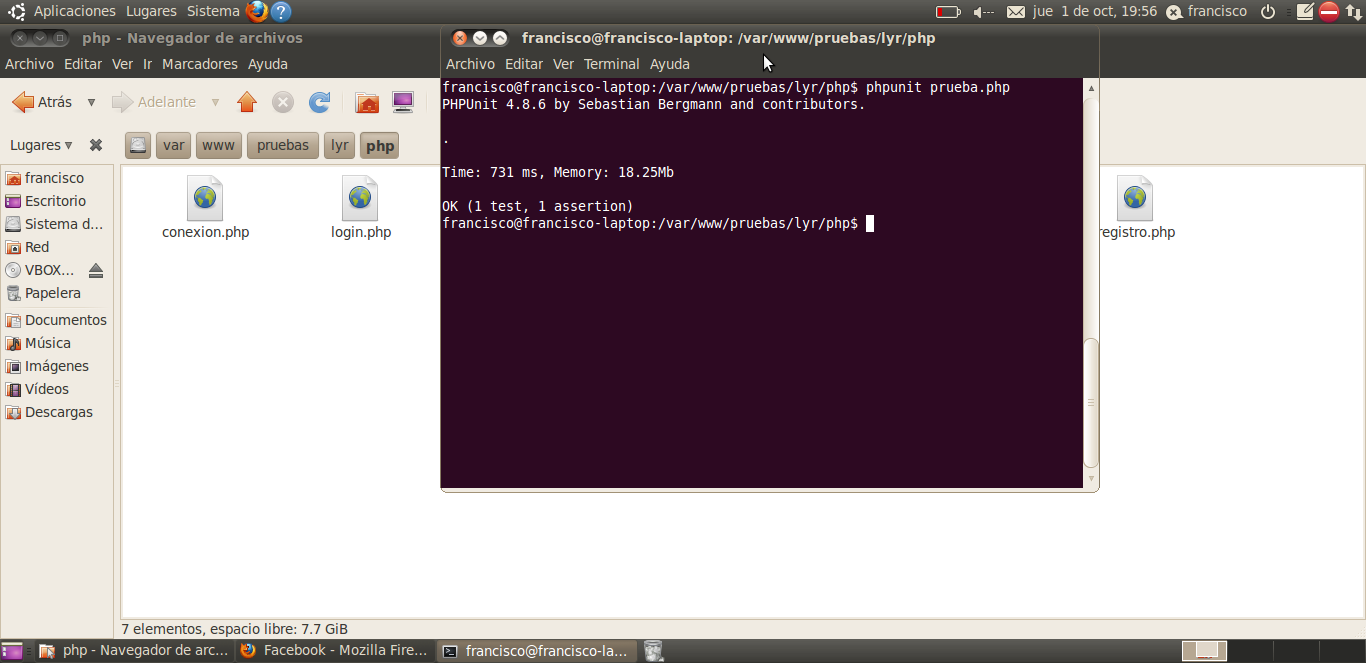 Aplicaciones Lugares Sistema jue 1 de oct, 19:56 francisco
php - Navegador de archivos
Archivo Editar Ver Ir Marcadores Ayuda
Atrás Adelante
Lugares var www pruebas lyr php
francisco
Escritorio
Sistema d...
Red
VBOX...
Papelera
Documentos
Música
Imágenes
Vídeos
Descargas
conexion.php login.php registro.php
7 elementos, espacio libre: 7.7 GiB
francisco@francisco-laptop: /var/www/pruebas/lyr/php
Archivo Editar Ver Terminal Ayuda
francisco@francisco-laptop:/var/www/pruebas/lyr/php$ phpunit prueba.php
PHPUnit 4.8.6 by Sebastian Bergmann and contributors.
.
Time: 731 ms, Memory: 18.25Mb
OK (1 test, 1 assertion)
francisco@francisco-laptop:/var/www/pruebas/lyr/php$
php - Navegador de arc... Facebook - Mozilla Fire... francisco@francisco-la...